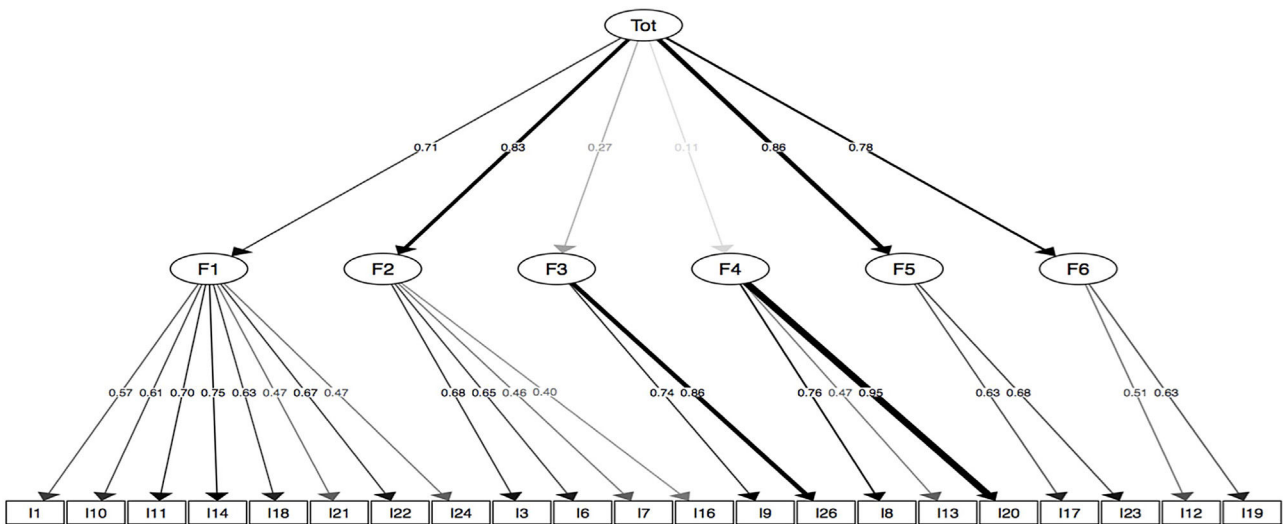 Tot
0.71 0.83 0.27 0.11 0.86 0.78
F1 F2 F3 F4 F5 F6
0.57 0.61 0.70 0.75 0.63 0.47 0.67 0.47 0.68 0.65 0.46 0.40 0.74 0.86 0.76 0.47 0.95 0.63 0.68 0.51 0.63
I1 I10 I11 I14 I18 I21 I22 I24 I3 I6 I7 I16 I9 I26 I8 I13 I20 I17 I23 I12 I19